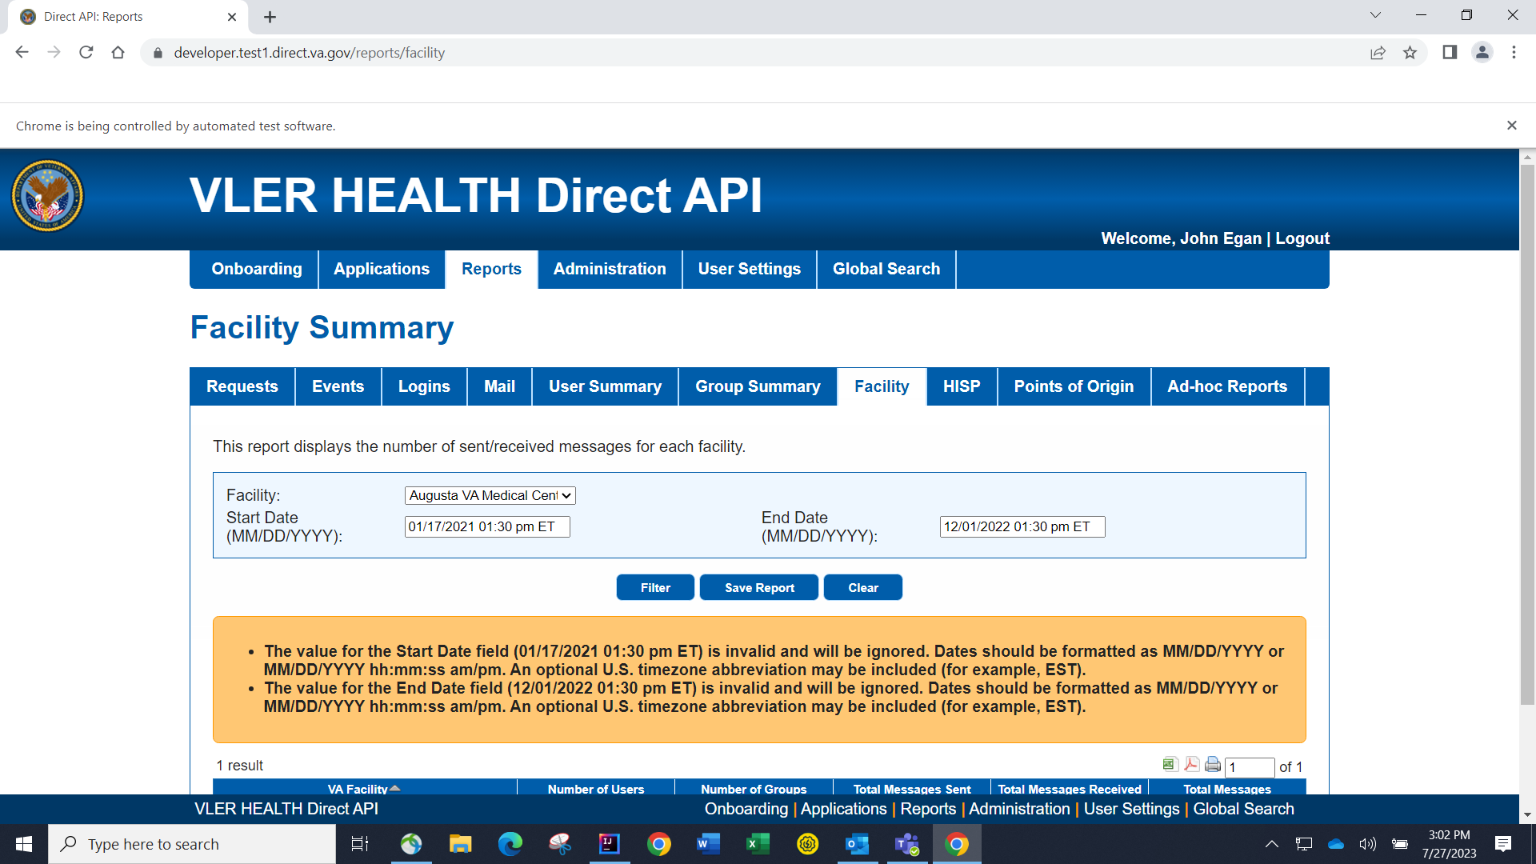 Direct API: Reports
developer.test1.direct.va.gov/reports/facility
Chrome is being controlled by automated test software.
VLER HEALTH Direct API
Welcome, John Egan | Logout
Onboarding Applications Reports Administration User Settings Global Search
Facility Summary
Requests Events Logins Mail User Summary Group Summary Facility HISP Points of Origin Ad-hoc Reports
This report displays the number of sent/received messages for each facility.
Facility: Augusta VA Medical Cent
Start Date
(MM/DD/YYYY): 01/17/2021 01:30 pm ET
End Date
(MM/DD/YYYY): 12/01/2022 01:30 pm ET
Filter Save Report Clear
• The value for the Start Date field (01/17/2021 01:30 pm ET) is invalid and will be ignored. Dates should be formatted as MM/DD/YYYY or
MM/DD/YYYY hh:mm:ss am/pm. An optional U.S. timezone abbreviation may be included (for example, EST).
• The value for the End Date field (12/01/2022 01:30 pm ET) is invalid and will be ignored. Dates should be formatted as MM/DD/YYYY or
MM/DD/YYYY hh:mm:ss am/pm. An optional U.S. timezone abbreviation may be included (for example, EST).
1 result 1 of 1
VA Facility Number of Users Number of Groups Total Messages Sent Total Messages Received Total Messages
VLER HEALTH Direct API Onboarding | Applications | Reports | Administration | User Settings | Global Search
Type here to search
3:02 PM
7/27/2023